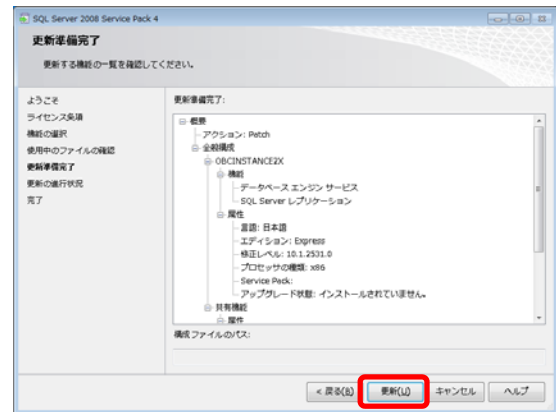 SQL Server 2008 Service Pack 4
更新準備完了
更新する機能の一覧を確認してください。
ようこそ
ライセンス条項
機能の選択
使用中のファイルの確認
更新準備完了
更新の進行状況
完了
更新準備完了:
概要
アクション: Patch
全般構成
OBCINSTANCE2X
機能
データベース エンジン サービス
SQL Server レプリケーション
属性
言語: 日本語
エディション: Express
修正レベル: 10.1.2531.0
プロセッサの種類: x86
Service Pack:
アップグレード状態: インストールされていません。
共有機能
属性
構成ファイルのパス:
< 戻る(B)
更新(U)
キャンセル
ヘルプ